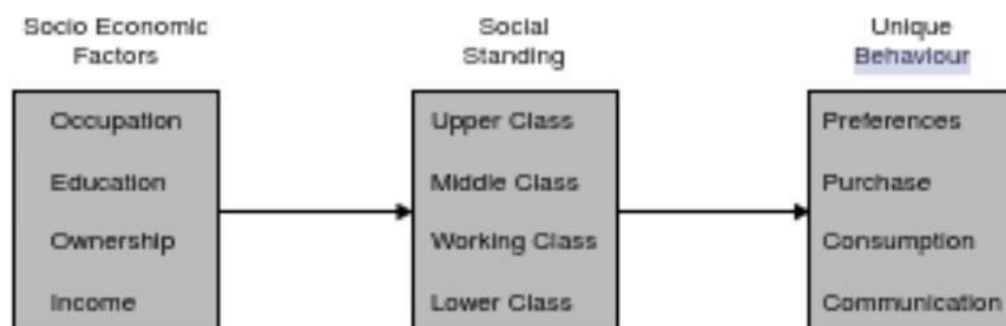 Socio Economic
Factors
Social
Standing
Unique
Behaviour
Occupation
Education
Ownership
Income
Upper Class
Middle Class
Working Class
Lower Class
Preferences
Purchase
Consumption
Communication